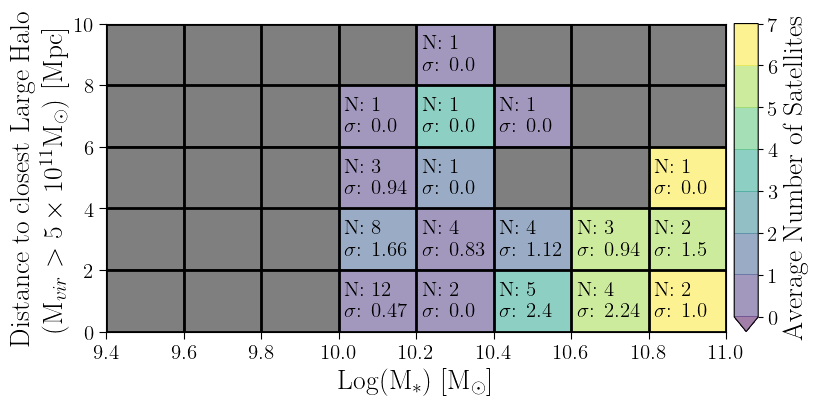 Distance to closest Large Halo
(M$_{vir}$ > 5 × 10$^{11}$M$_{⊙}$) [Mpc]
10
8
6
4
2
0
N: 1
σ: 0.0
N: 1
σ: 0.0
N: 1
σ: 0.0
N: 1
σ: 0.0
N: 3
σ: 0.94
N: 1
σ: 0.0
N: 1
σ: 0.0
N: 8
σ: 1.66
N: 4
σ: 0.83
N: 4
σ: 1.12
N: 3
σ: 0.94
N: 2
σ: 1.5
N: 12
σ: 0.47
N: 2
σ: 0.0
N: 5
σ: 2.4
N: 4
σ: 2.24
N: 2
σ: 1.0
9.4 9.6 9.8 10.0 10.2 10.4 10.6 10.8 11.0
Log(M$_{*}$) [M$_{⊙}$]
7
6
5
4
3
2
1
0
Average Number of Satellites